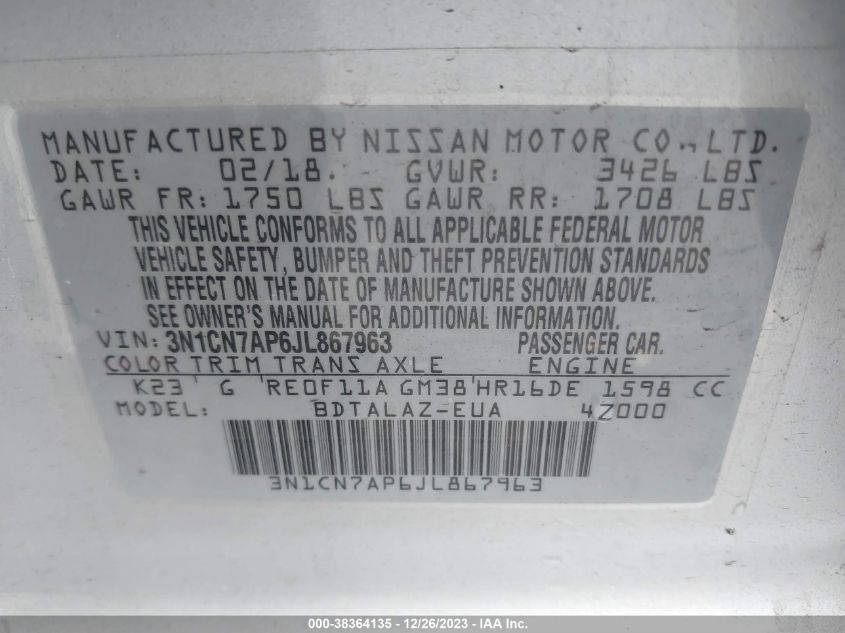 MANUFACTURED BY NISSAN MOTOR CO., LTD.
DATE: 02/18. GVWR: 3426 LBS
GAWR FR: 1750 LBS GAWR RR: 1708 LBS
THIS VEHICLE CONFORMS TO ALL APPLICABLE FEDERAL MOTOR
VEHICLE SAFETY, BUMPER AND THEFT PREVENTION STANDARDS
IN EFFECT ON THE DATE OF MANUFACTURE SHOWN ABOVE.
SEE OWNER'S MANUAL FOR ADDITIONAL INFORMATION.
VIN: 3N1CN7AP6JL867963 PASSENGER CAR.
COLOR TRIM TRANS AXLE ENGINE
K23 G RE0F11A GM38 HR16DE 1598 CC
MODEL: BDTALAZ-EUA 4Z000
3N1CN7AP6JL867963
000-38364135 - 12/26/2023 - IAA Inc.